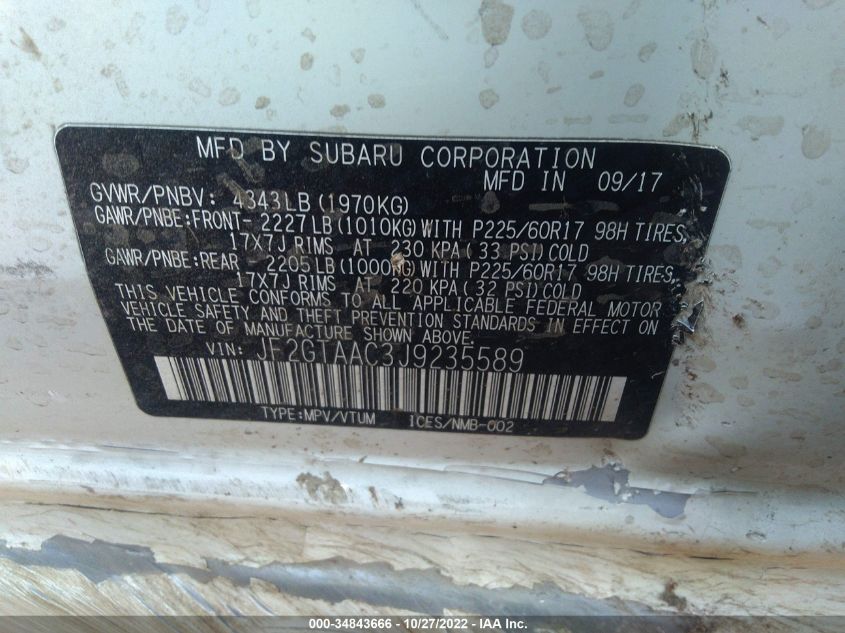 MFD BY SUBARU CORPORATION
MFD IN 09/17
GVWR/PNBV: 4343LB(1970KG)
GAWR/PNBE:FRONT- 2227LB(1010KG)WITH P225/60R17 98H TIRES,
17X7J RIMS AT 230 KPA(33 PSI)COLD
GAWR/PNBE:REAR 2205LB(1000KG)WITH P225/60R17 98H TIRES,
17X7J RIMS AT 220 KPA(32 PSI)COLD
THIS VEHICLE CONFORMS TO ALL APPLICABLE FEDERAL MOTOR
VEHICLE SAFETY AND THEFT PREVENTION STANDARDS IN EFFECT ON
THE DATE OF MANUFACTURE SHOWN ABOVE.
VIN: JF2GTAAC3J9235589
TYPE:MPV/VTUM ICES/NMB-002
000-34843666 - 10/27/2022 - IAA Inc.